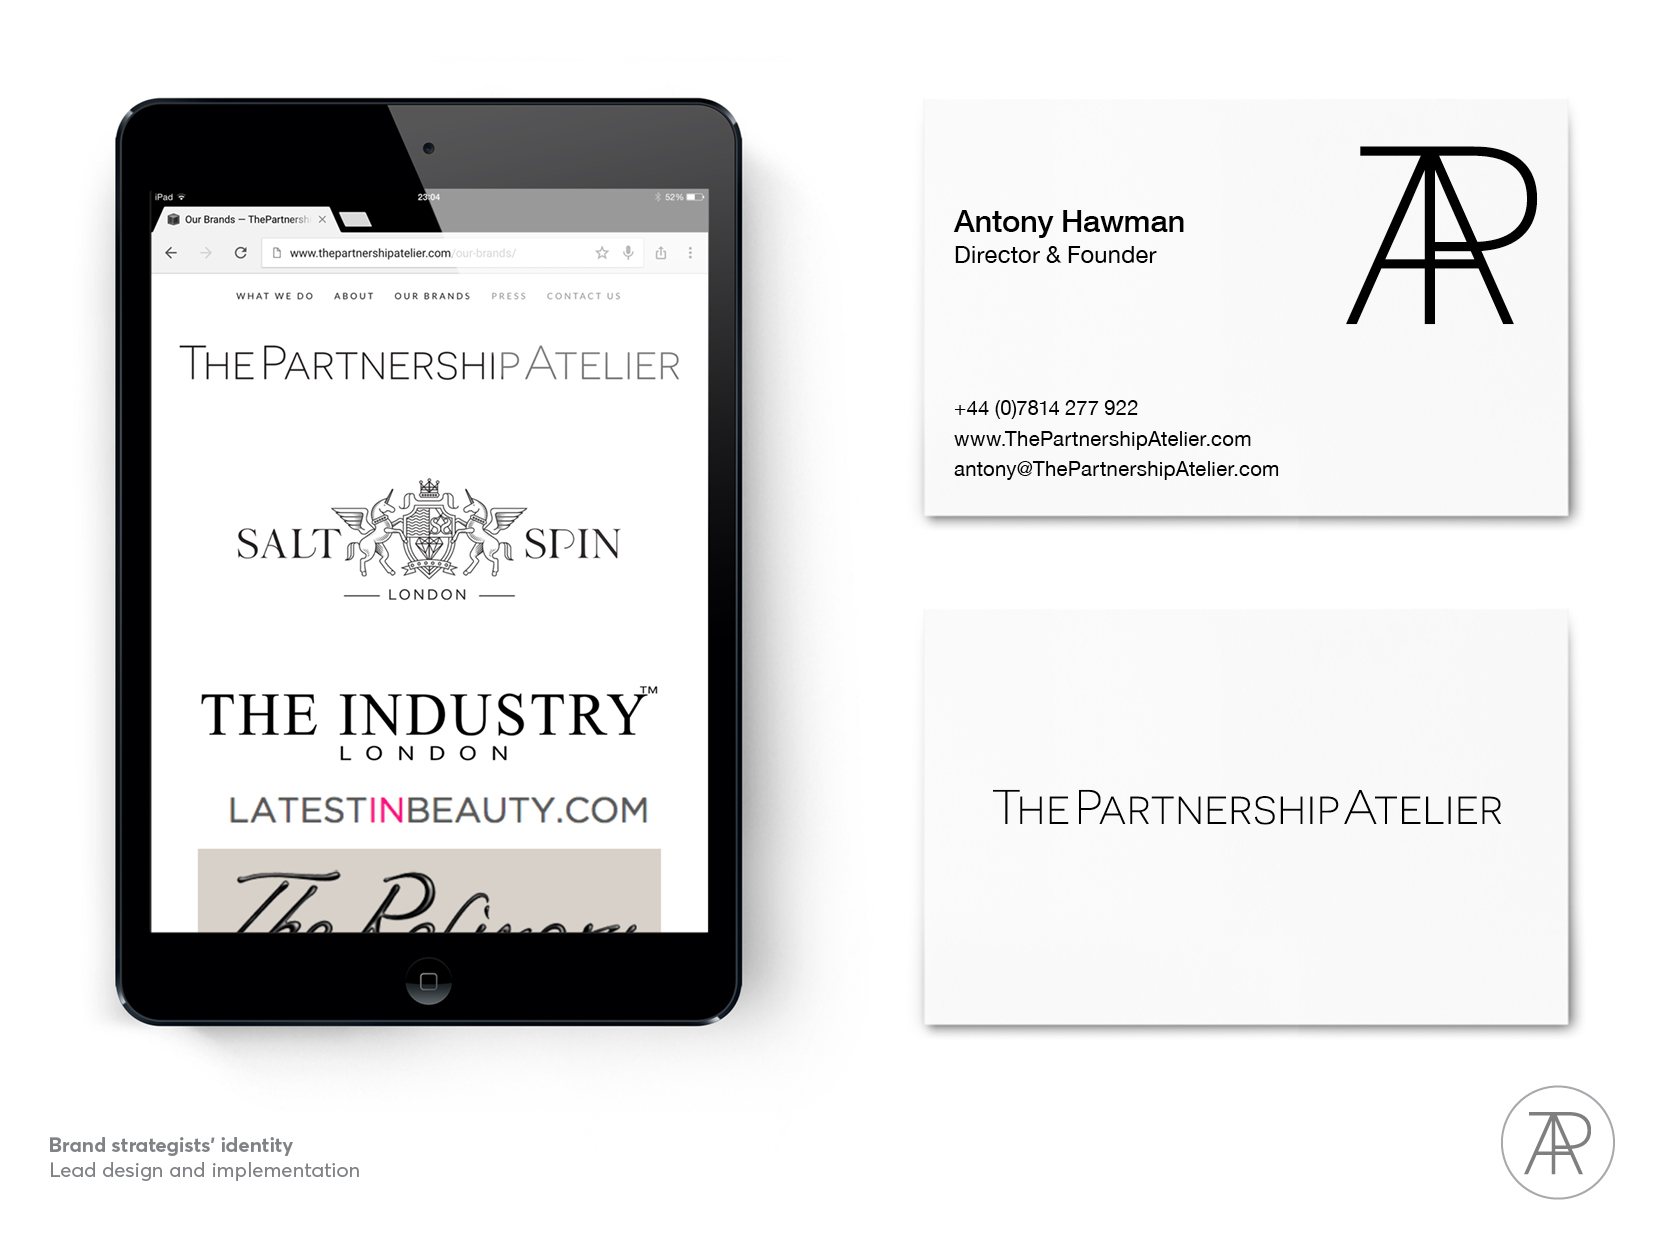 iPad 23:04 52%
Our Brands — ThePartnersh
www.thepartnershipatelier.com/our-brands/
WHAT WE DO ABOUT OUR BRANDS PRESS CONTACT US
THE PARTNERSHIP ATELIER
SALT SPIN
LONDON
THE INDUSTRY™
LONDON
LATESTINBEAUTY.COM
The Refinery
Antony Hawman
Director & Founder
TAP
+44 (0)7814 277 922
www.ThePartnershipAtelier.com
antony@ThePartnershipAtelier.com
THE PARTNERSHIP ATELIER
Brand strategists' identity
Lead design and implementation
TAP